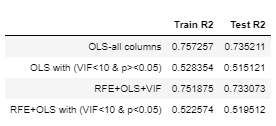 Train R2 Test R2
OLS-all columns 0.757257 0.735211
OLS with (VIF<10 & p><0.05) 0.528354 0.515121
RFE+OLS+VIF 0.751875 0.733073
RFE+OLS with (VIF<10 & p<0.05) 0.522574 0.519512